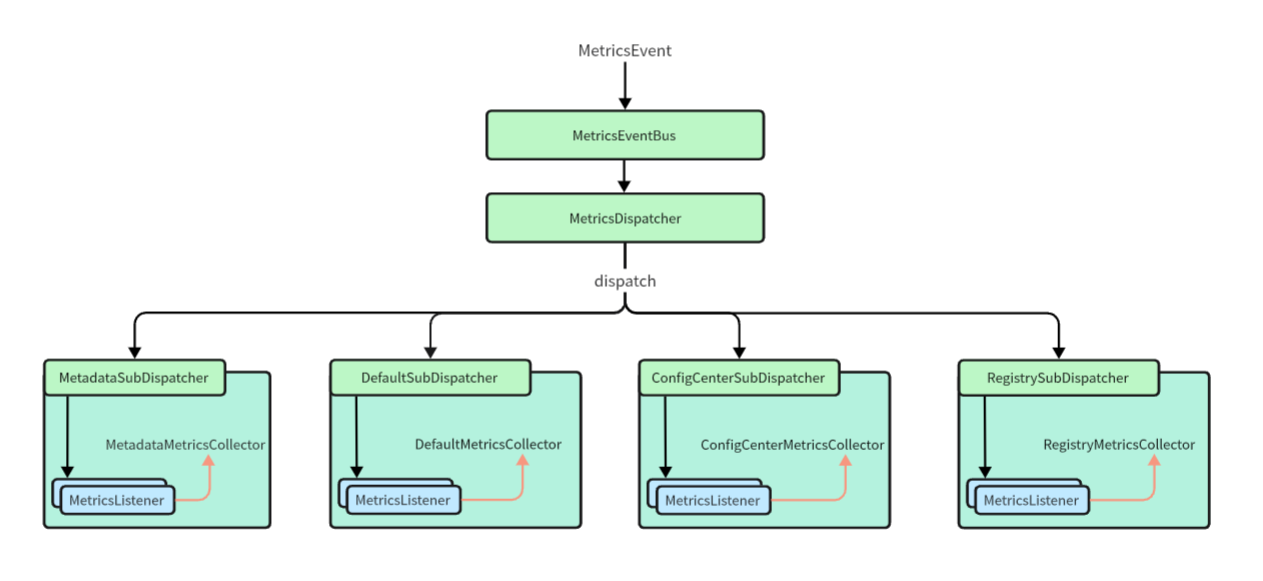 MetricsEvent
MetricsEventBus
MetricsDispatcher
dispatch
MetadataSubDispatcher
DefaultSubDispatcher
ConfigCenterSubDispatcher
RegistrySubDispatcher
MetadataMetricsCollector
DefaultMetricsCollector
ConfigCenterMetricsCollector
RegistryMetricsCollector
MetricsListener
MetricsListener
MetricsListener
MetricsListener